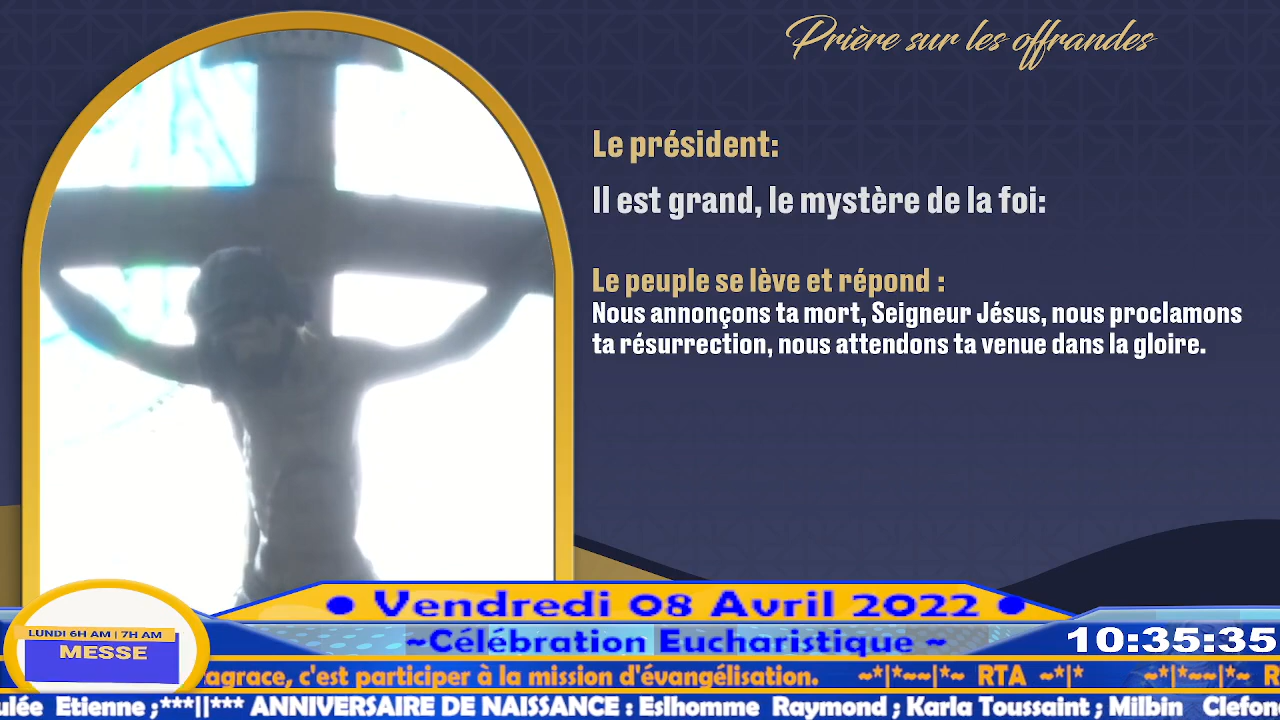 Prière sur les offrandes
Le président:
Il est grand, le mystère de la foi:
Le peuple se lève et répond :
Nous annonçons ta mort, Seigneur Jésus, nous proclamons
ta résurrection, nous attendons ta venue dans la gloire.
● Vendredi 08 Avril 2022 ●
~Célébration Eucharistique ~
10:35:35
LUNDI 6H AM | 7H AM
MESSE
agrace, c'est participer à la mission d'évangélisation. ~*|*~~|*~ RTA ~*|* ~*|*~~|*~ R
ulée Etienne ;***||*** ANNIVERSAIRE DE NAISSANCE : Eslhomme Raymond ; Karla Toussaint ; Milbin Clefon